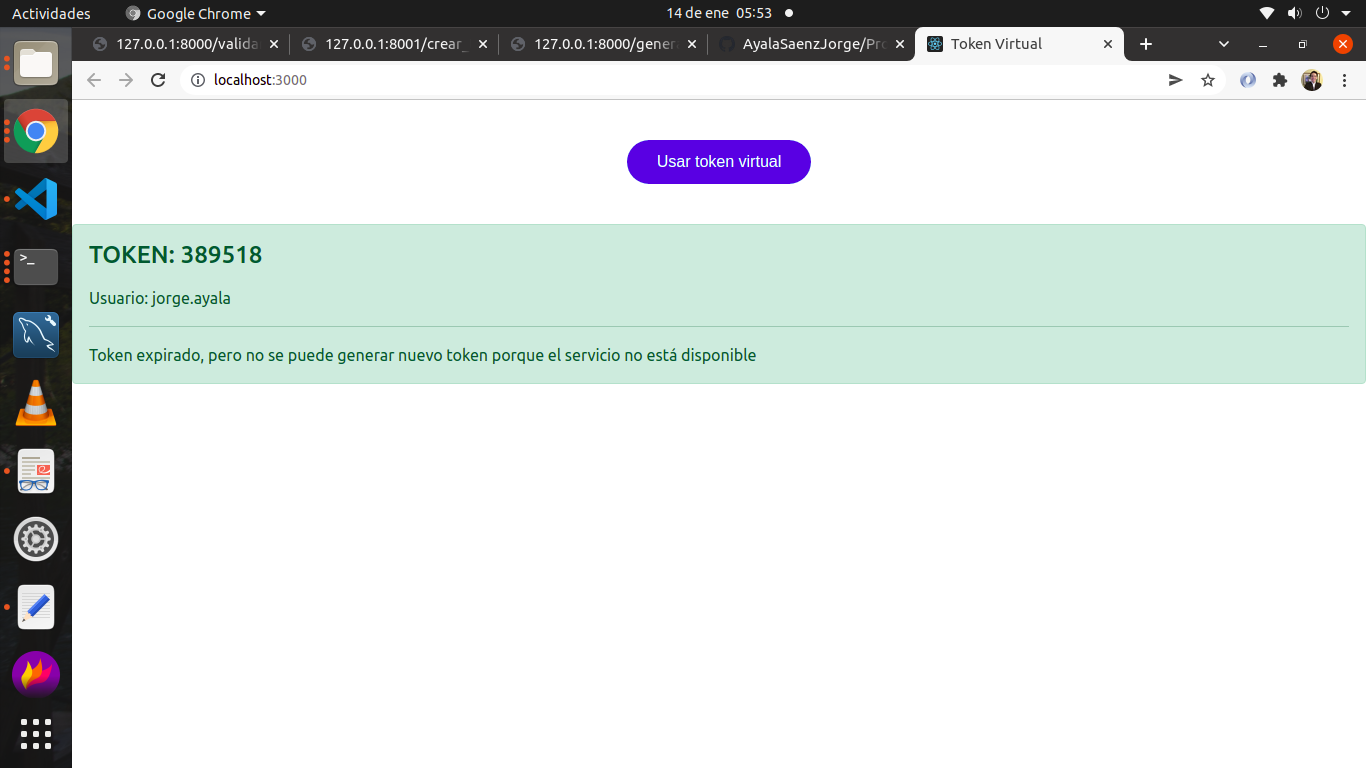 Actividades
Google Chrome
14 de ene 05:53
127.0.0.1:8000/valida
127.0.0.1:8001/crear_
127.0.0.1:8000/genera
AyalaSaenzJorge/Pro
Token Virtual
localhost:3000
Usar token virtual
TOKEN: 389518
Usuario: jorge.ayala
Token expirado, pero no se puede generar nuevo token porque el servicio no está disponible